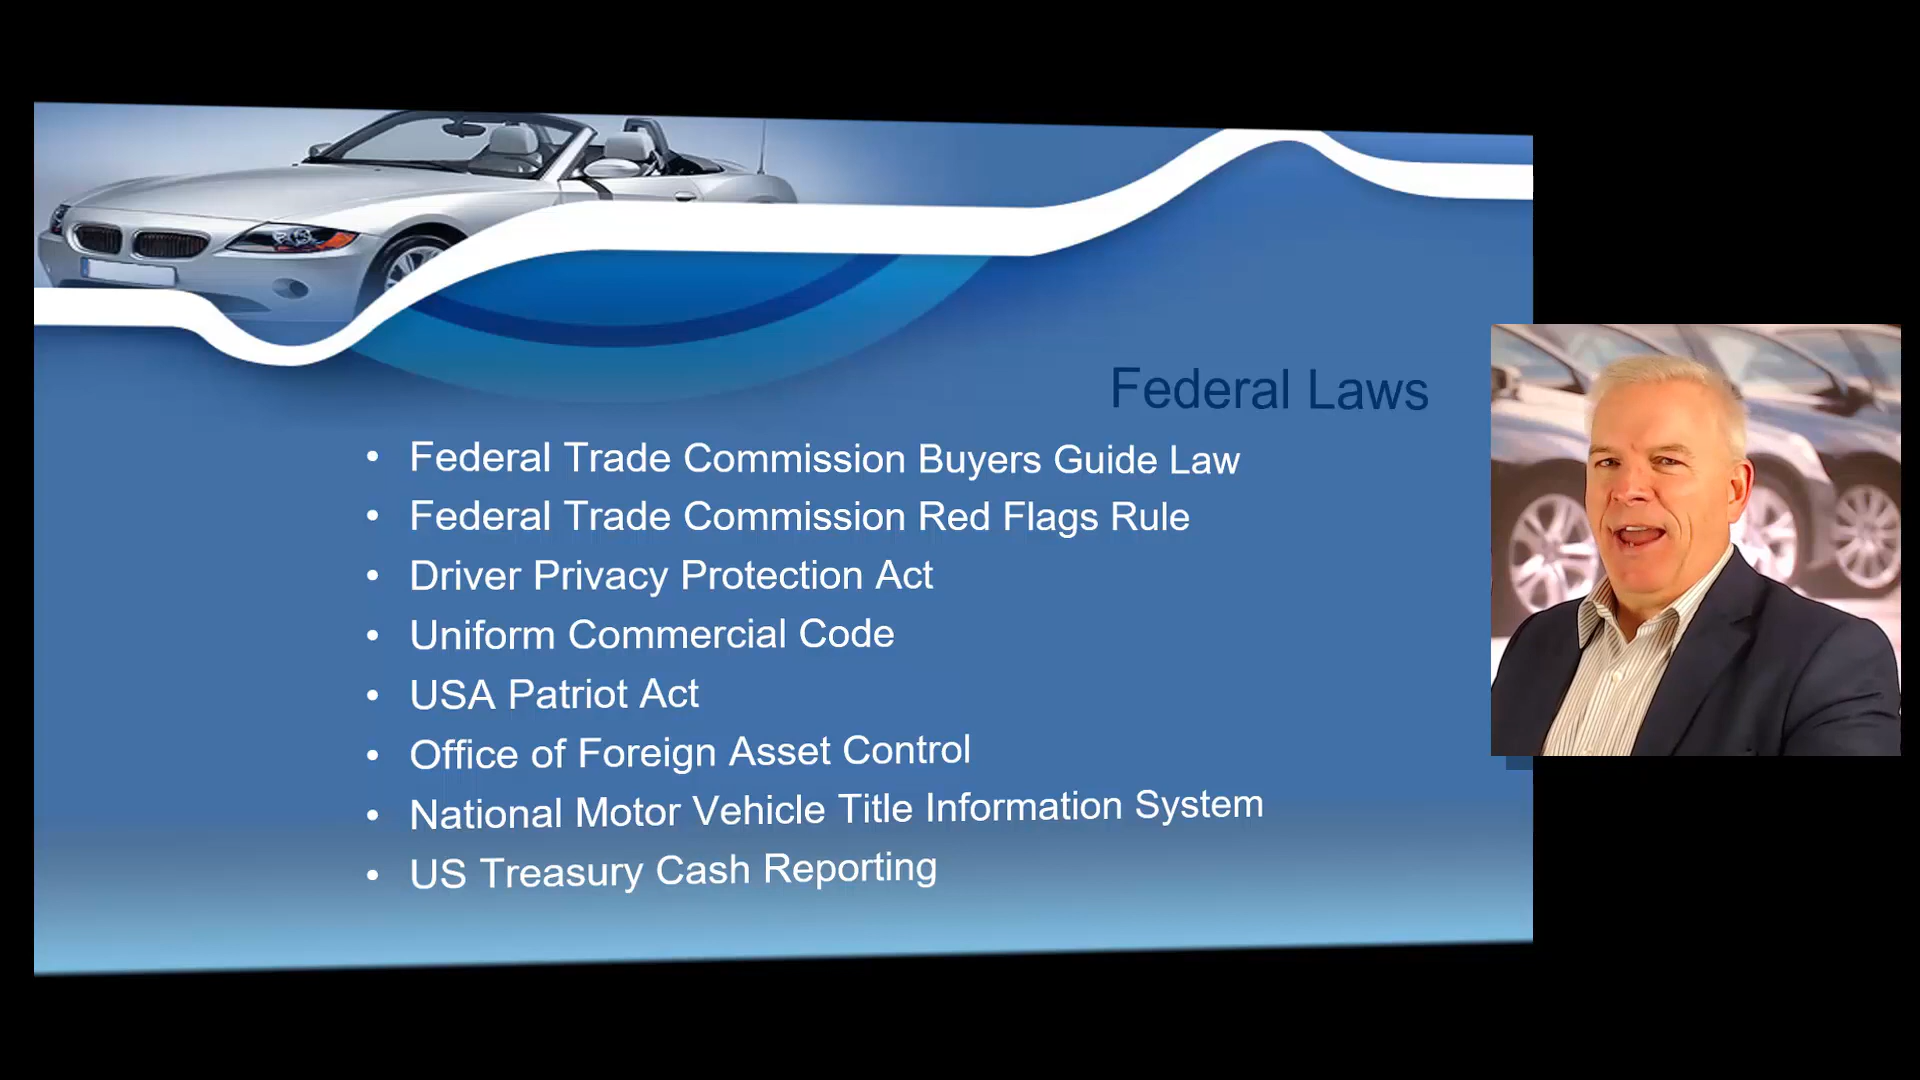 Federal Laws
• Federal Trade Commission Buyers Guide Law
• Federal Trade Commission Red Flags Rule
• Driver Privacy Protection Act
• Uniform Commercial Code
• USA Patriot Act
• Office of Foreign Asset Control
• National Motor Vehicle Title Information System
• US Treasury Cash Reporting